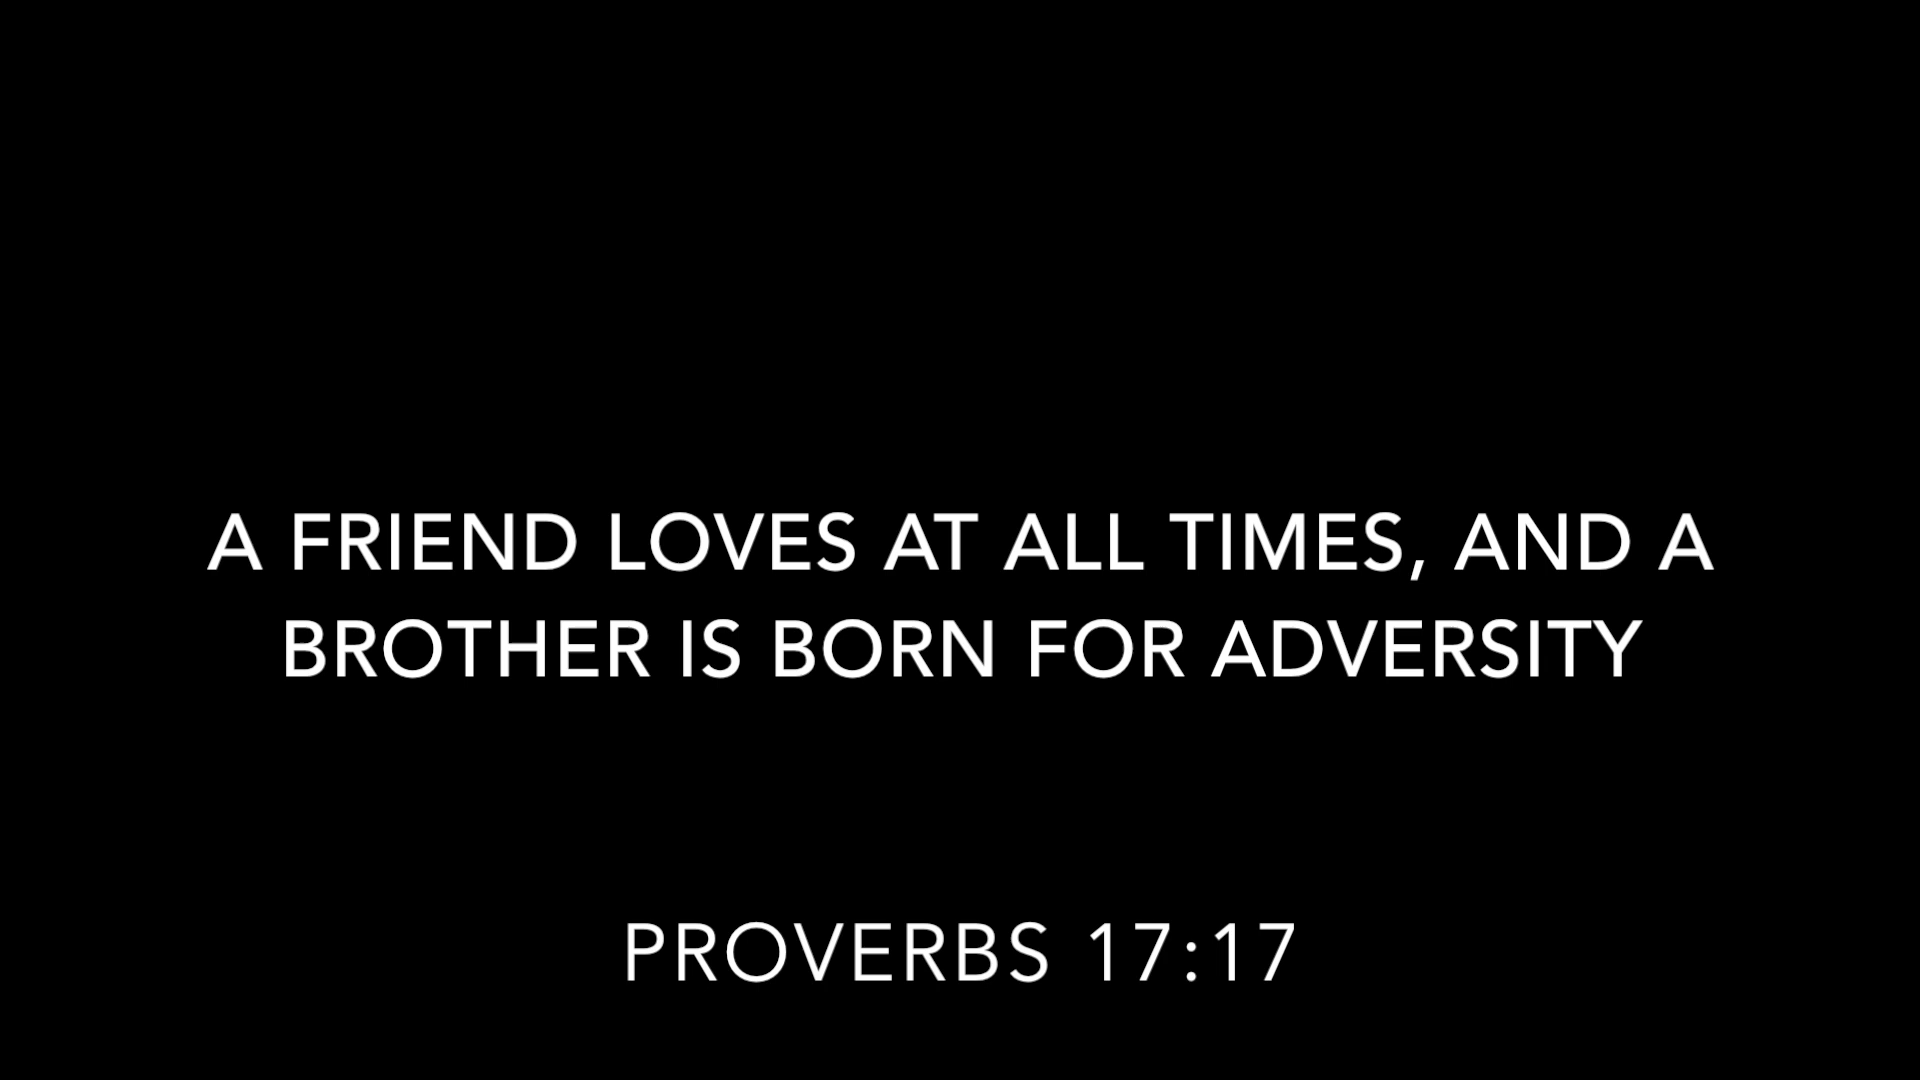 A FRIEND LOVES AT ALL TIMES, AND A
BROTHER IS BORN FOR ADVERSITY
PROVERBS 17:17